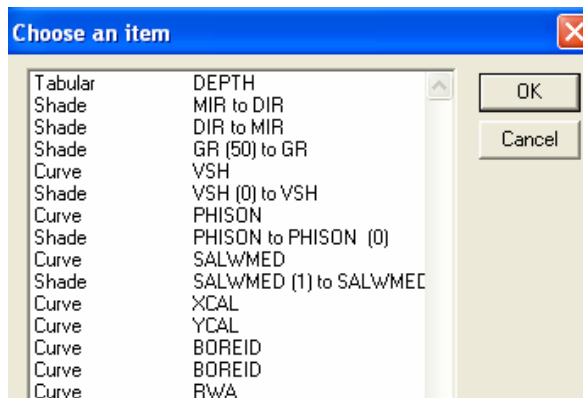 Choose an item
Tabular DEPTH
Shade MIR to DIR
Shade DIR to MIR
Shade GR (50) to GR
Curve VSH
Shade VSH (0) to VSH
Curve PHISON
Shade PHISON to PHISON (0)
Curve SALWMED
Shade SALWMED (1) to SALWMED
Curve XCAL
Curve YCAL
Curve BOREID
Curve BOREID
Curve RWA
OK
Cancel